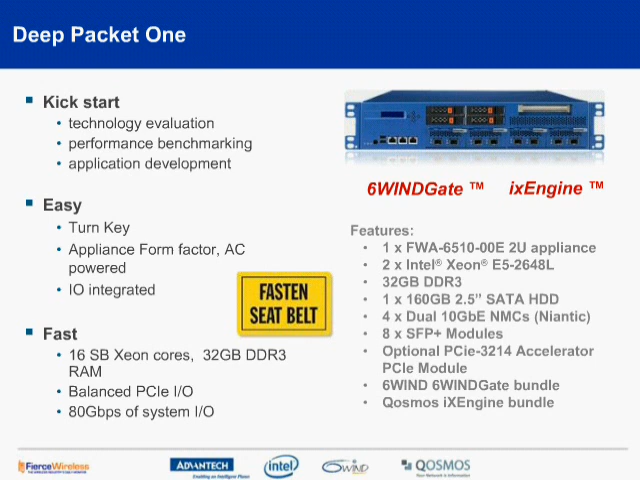 Deep Packet One
Kick start
• technology evaluation
• performance benchmarking
• application development
Easy
• Turn Key
• Appliance Form factor, AC
powered
• IO integrated
FASTEN
SEAT BELT
Fast
• 16 SB Xeon cores, 32GB DDR3
RAM
• Balanced PCIe I/O
• 80Gbps of system I/O
6WINDGate ™ ixEngine ™
Features:
• 1 x FWA-6510-00E 2U appliance
• 2 x Intel® Xeon® E5-2648L
• 32GB DDR3
• 1 x 160GB 2.5” SATA HDD
• 4 x Dual 10GbE NMCs (Niantic)
• 8 x SFP+ Modules
• Optional PCie-3214 Accelerator
PCIe Module
• 6WIND 6WINDGate bundle
• Qosmos iXEngine bundle
FierceWireless
ADVANTECH
Enabling an Intelligent Planet
intel
6WIND
QOSMOS